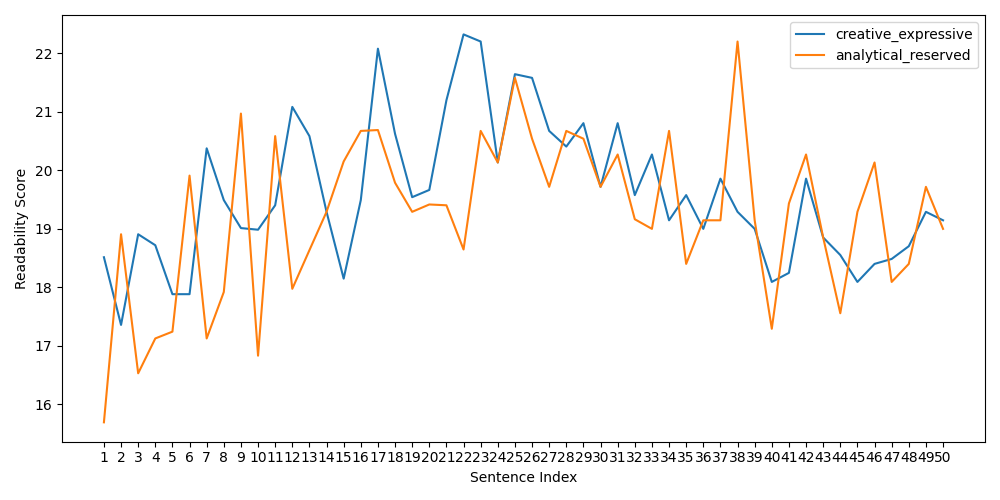 creative_expressive
analytical_reserved
22
21
20
19
18
17
16
Readability Score
1 2 3 4 5 6 7 8 9 10 11 12 13 14 15 16 17 18 19 20 21 22 23 24 25 26 27 28 29 30 31 32 33 34 35 36 37 38 39 40 41 42 43 44 45 46 47 48 49 50
Sentence Index